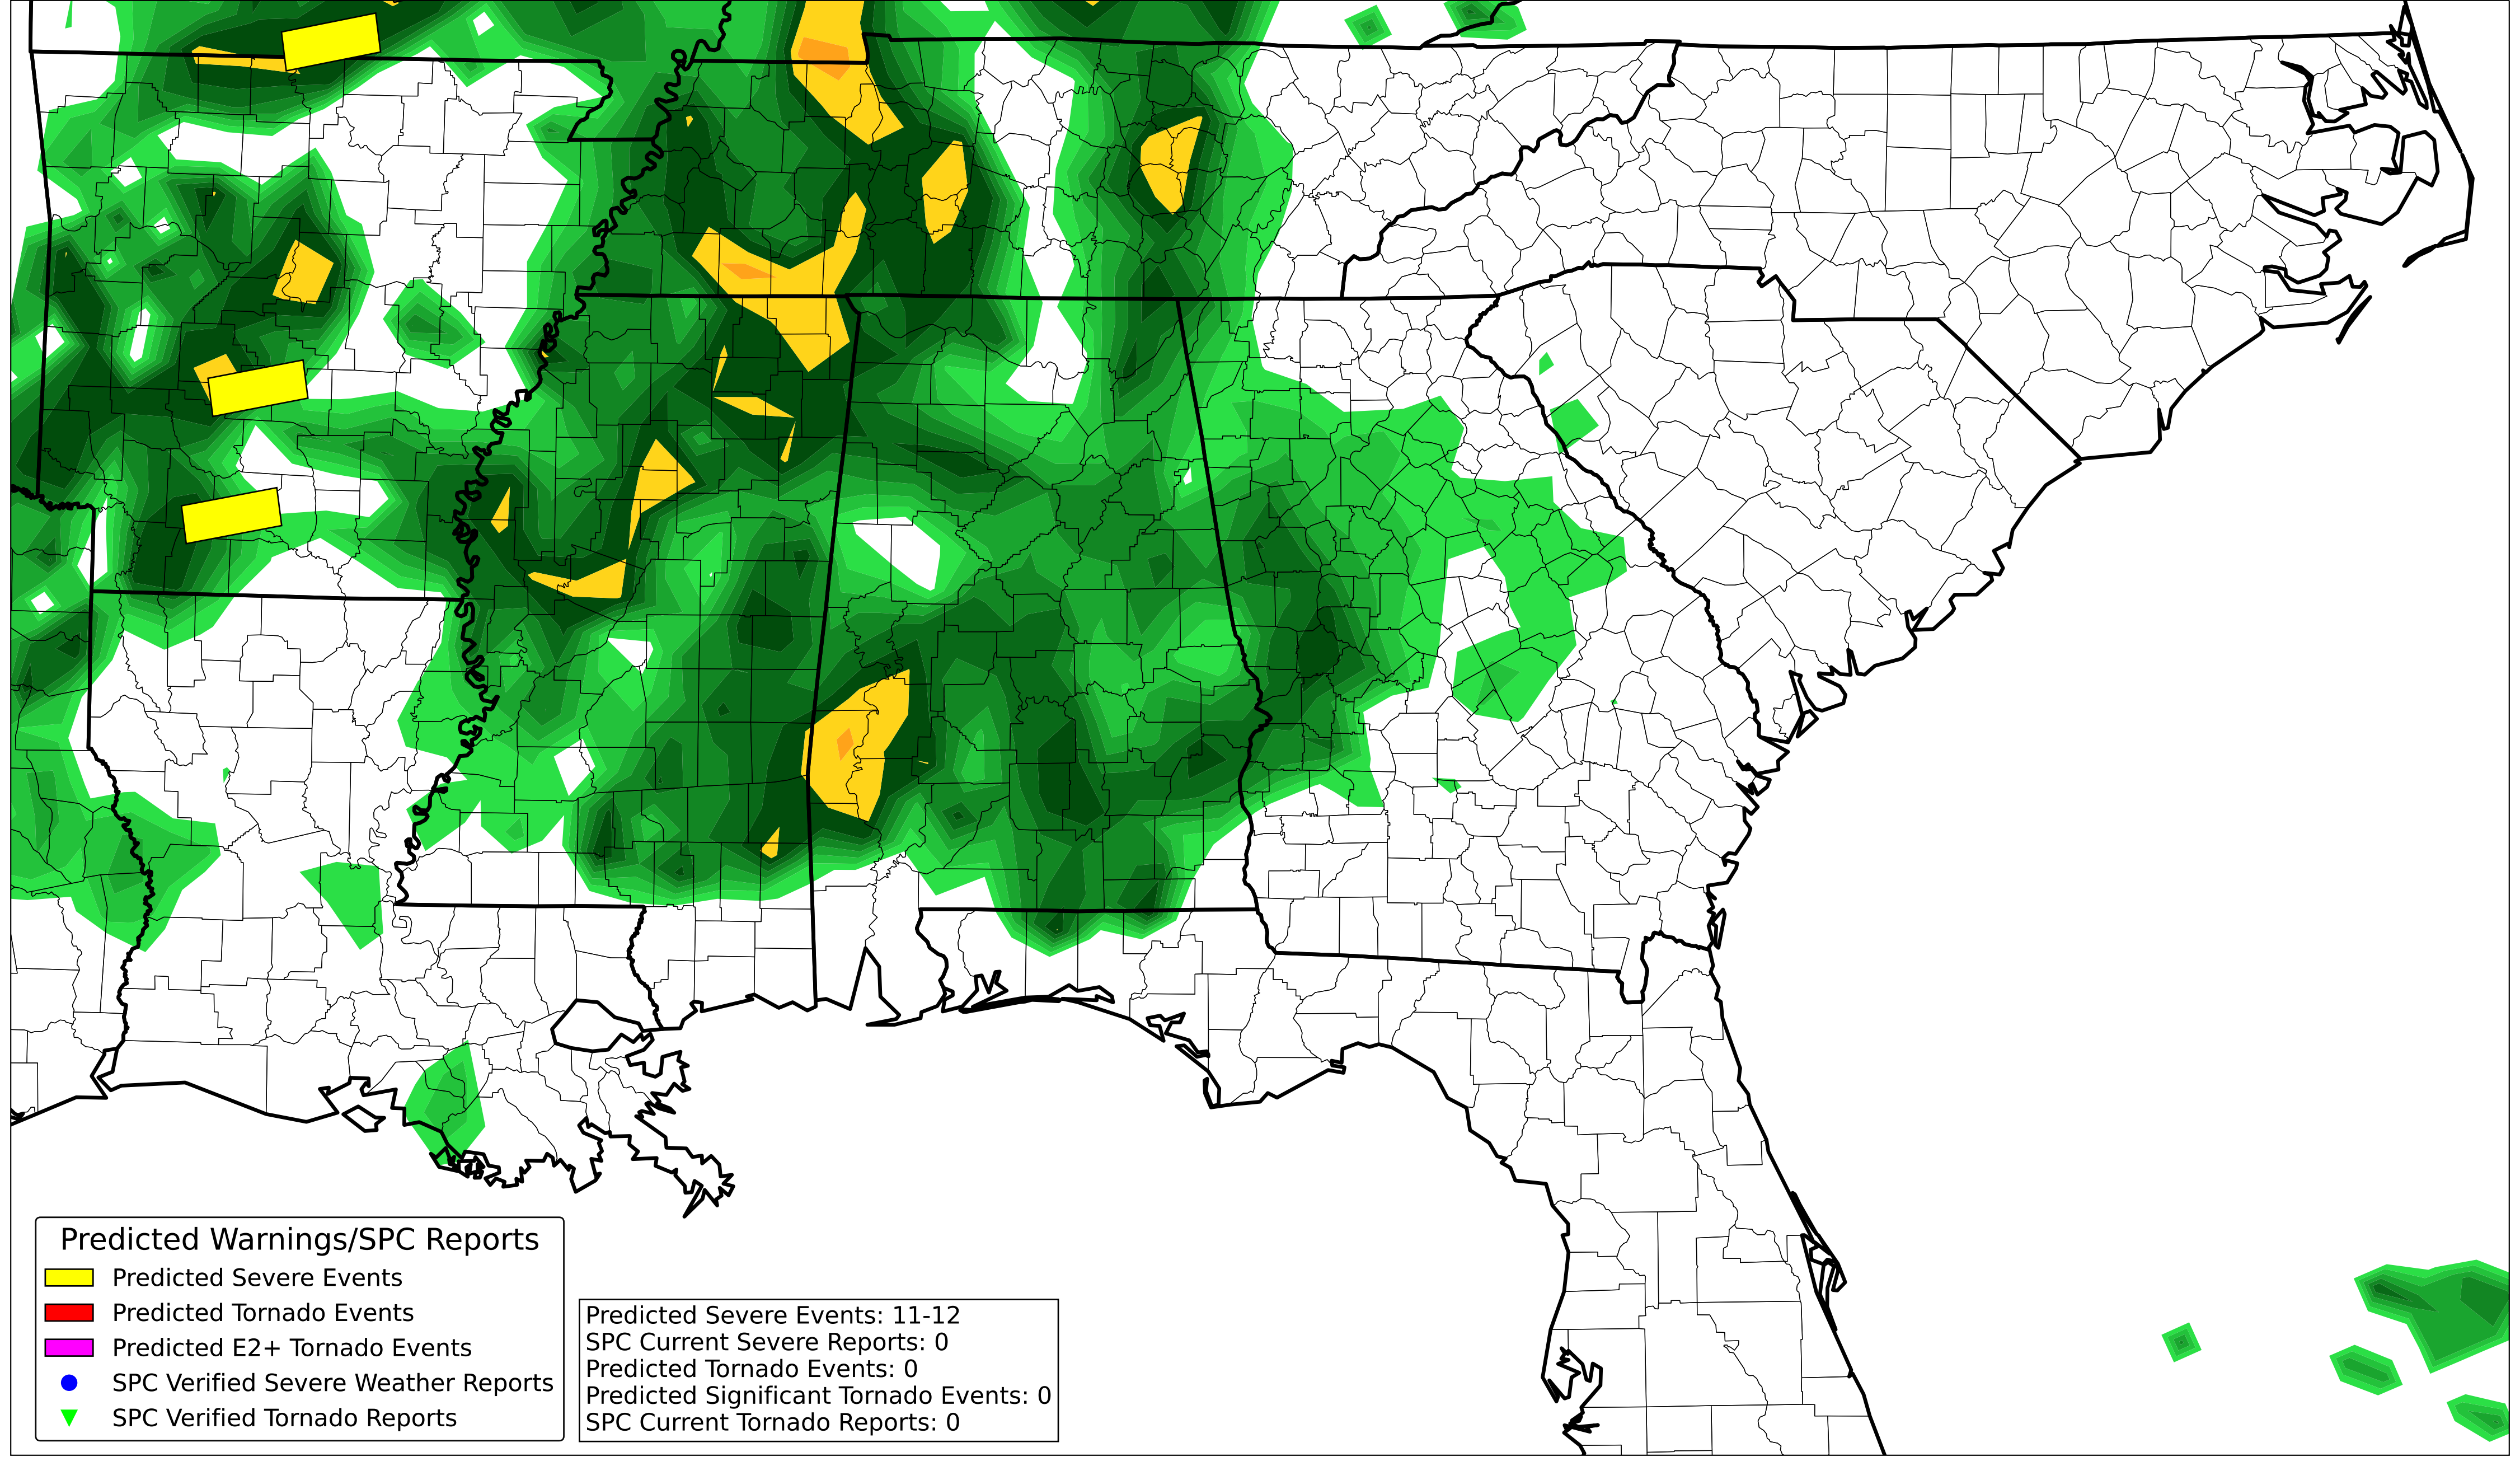 Predicted Warnings/SPC Reports
Predicted Severe Events
Predicted Tornado Events
Predicted E2+ Tornado Events
SPC Verified Severe Weather Reports
SPC Verified Tornado Reports
Predicted Severe Events: 11-12
SPC Current Severe Reports: 0
Predicted Tornado Events: 0
Predicted Significant Tornado Events: 0
SPC Current Tornado Reports: 0